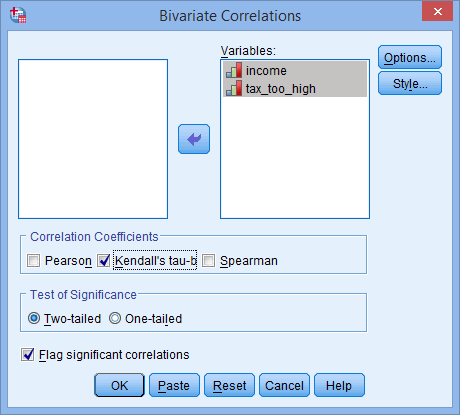 Bivariate Correlations
Variables:
income
tax_too_high
Options...
Style...
Correlation Coefficients
Pearson Kendall's tau-b Spearman
Test of Significance
Two-tailed One-tailed
Flag significant correlations
OK Paste Reset Cancel Help